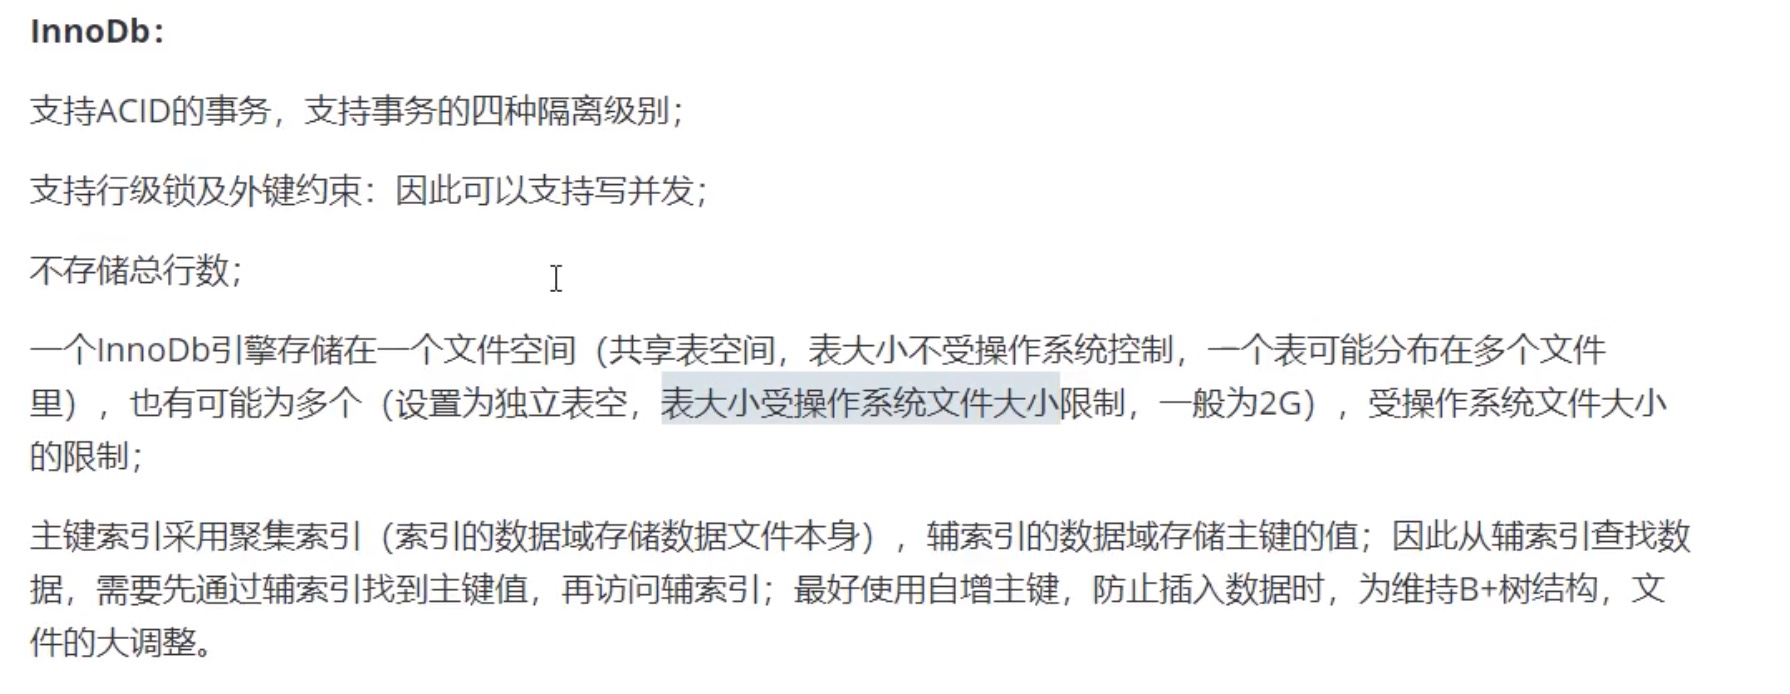 InnoDb：
支持ACID的事务，支持事务的四种隔离级别；
支持行级锁及外键约束：因此可以支持写并发；
不存储总行数；
一个InnoDb引擎存储在一个文件空间（共享表空间，表大小不受操作系统控制，一个表可能分布在多个文件
里），也有可能为多个（设置为独立表空，表大小受操作系统文件大小限制，一般为2G），受操作系统文件大小
的限制；
主键索引采用聚集索引（索引的数据域存储数据文件本身），辅索引的数据域存储主键的值；因此从辅索引查找数
据，需要先通过辅索引找到主键值，再访问辅索引；最好使用自增主键，防止插入数据时，为维持B+树结构，文
件的大调整。